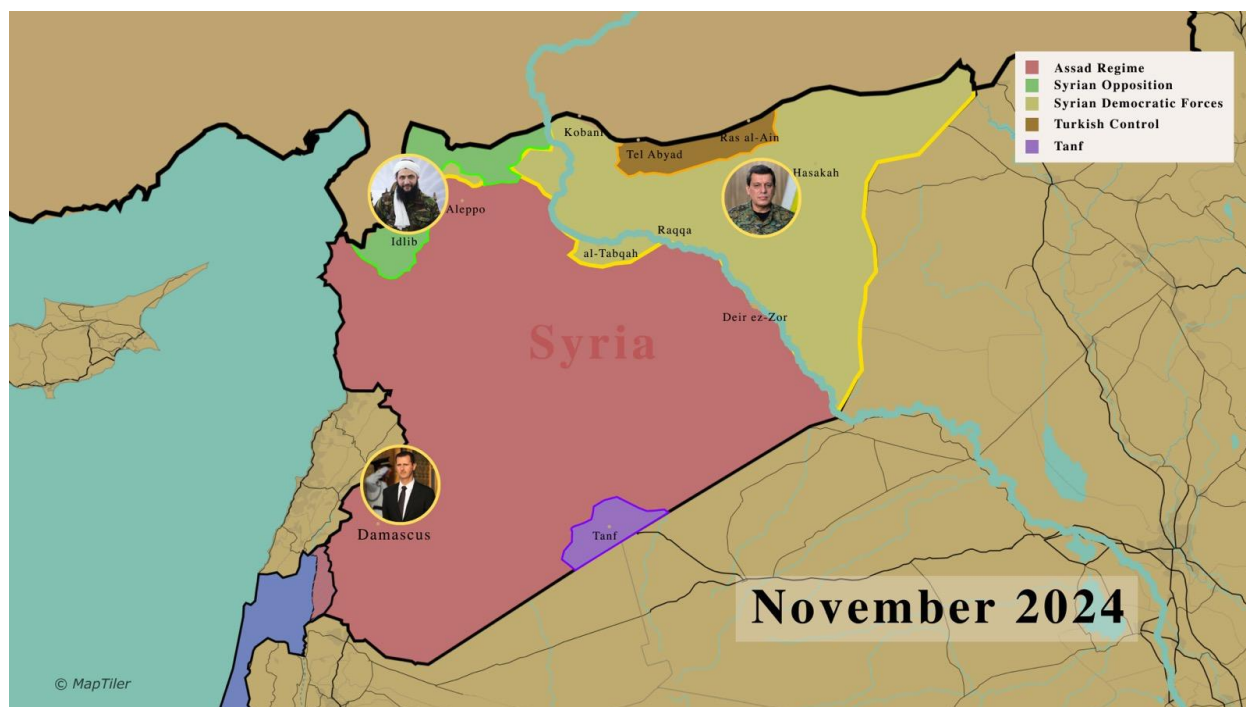 Assad Regime
Syrian Opposition
Syrian Democratic Forces
Turkish Control
Tanf
Kobani
Ras al-Ain
Tel Abyad
Hasakah
Aleppo
Raqqa
Idlib
al-Tabqah
Deir ez-Zor
Syria
Damascus
Tanf
November 2024
© MapTiler